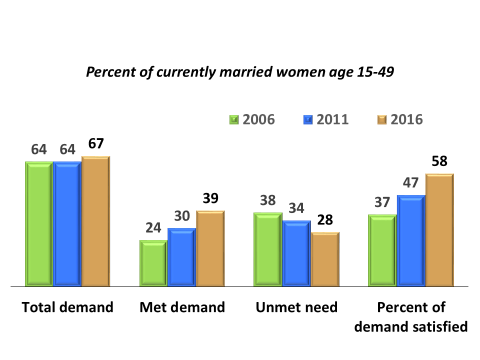 Percent of currently married women age 15-49
2006 2011 2016
64 64 67
24 30 39
38 34 28
37 47 58
Total demand
Met demand
Unmet need
Percent of
demand satisfied